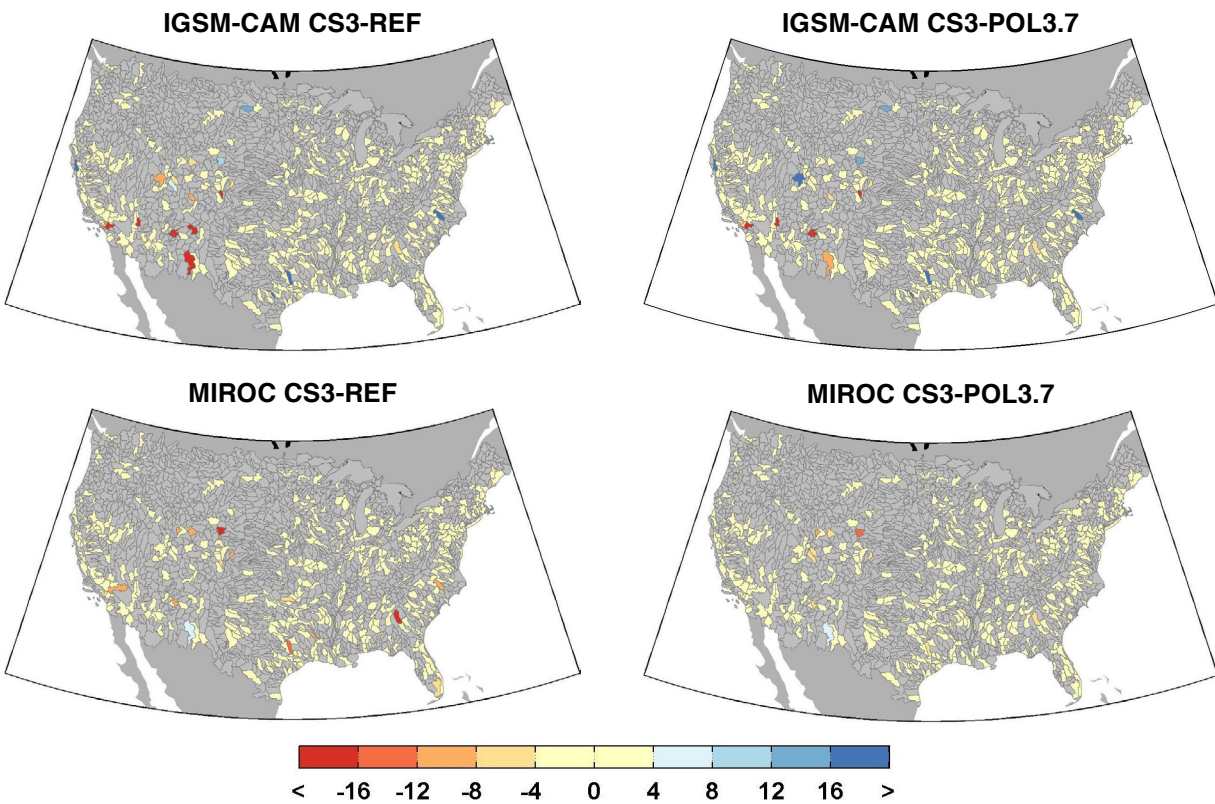 IGSM-CAM CS3-REF
IGSM-CAM CS3-POL3.7
MIROC CS3-REF
MIROC CS3-POL3.7
< -16 -12 -8 -4 0 4 8 12 16 >